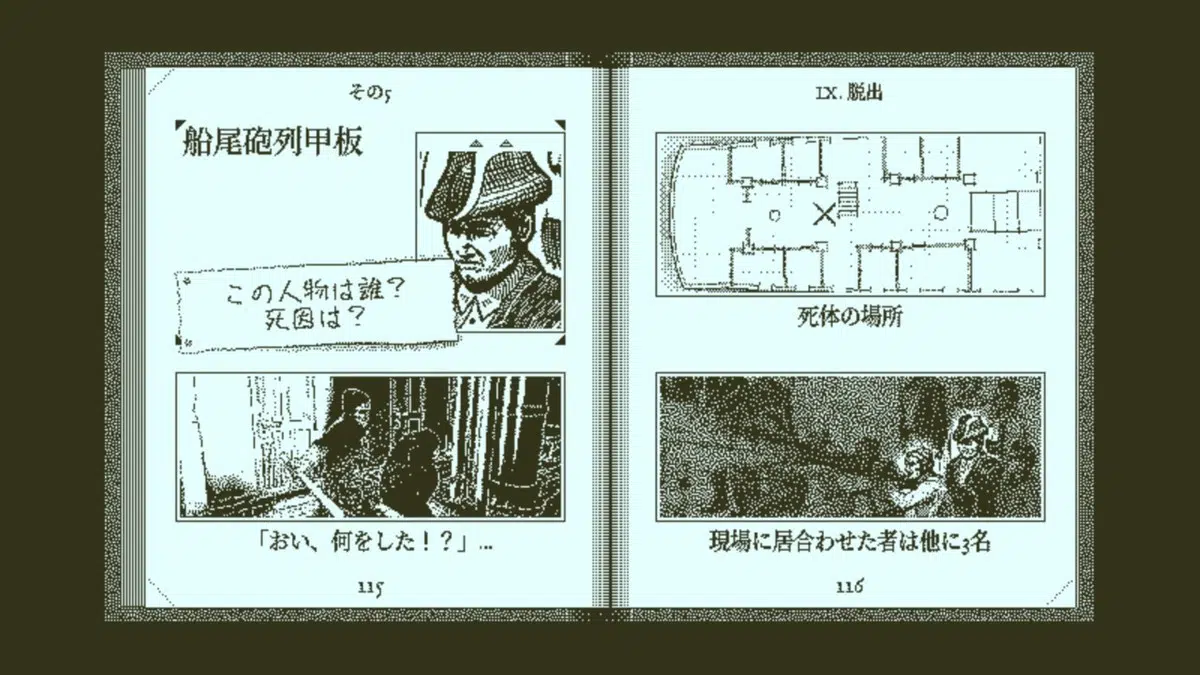 その5
船尾砲列甲板
この人物は誰?
死因は?
「おい、何をした!?」...
115
IX. 脱出
死体の場所
現場に居合わせた者は他に3名
116